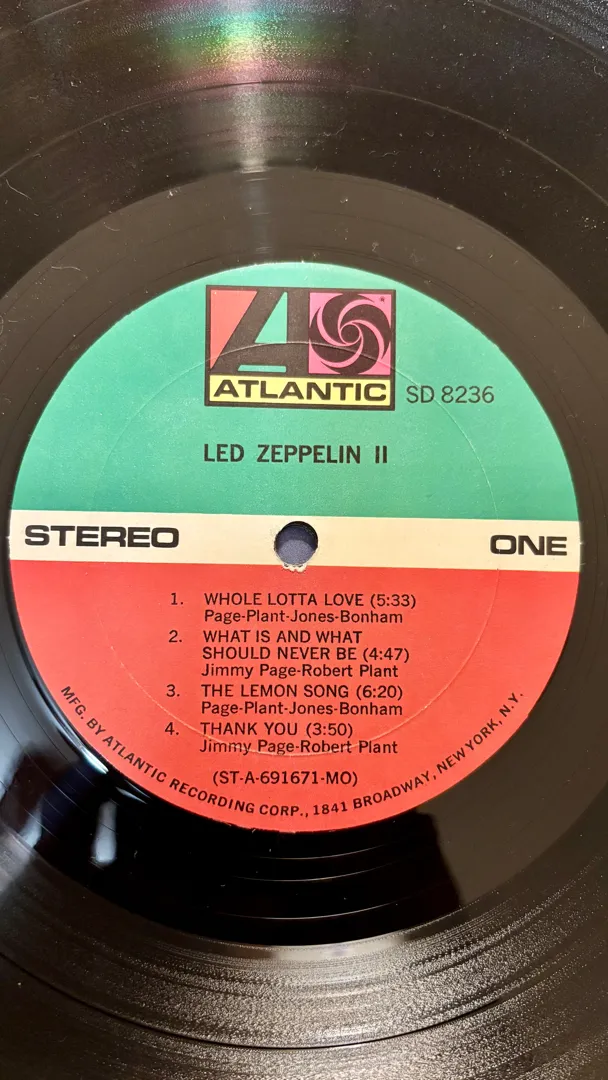 ATLANTIC
SD 8236
LED ZEPPELIN II
STEREO
ONE
1. WHOLE LOTTA LOVE (5:33)
Page-Plant-Jones-Bonham
2. WHAT IS AND WHAT
SHOULD NEVER BE (4:47)
Jimmy Page-Robert Plant
3. THE LEMON SONG (6:20)
Page-Plant-Jones-Bonham
4. THANK YOU (3:50)
Jimmy Page-Robert Plant
(ST-A-691671-MO)
MFG. BY ATLANTIC RECORDING CORP., 1841 BROADWAY, NEW YORK, N.Y.